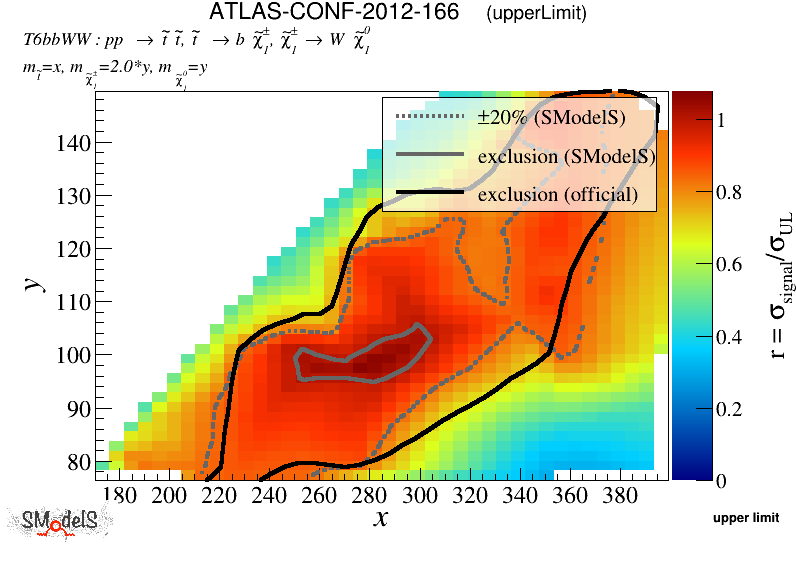 ATLAS-CONF-2012-166 (upperLimit)
T6bbWW : pp → t̃ t̃, t̃ → b χ̃₁±, χ̃₁± → W χ̃₁⁰
m_t̃=x, m_χ̃₁±=2.0*y, m_χ̃₁⁰=y
±20% (SModelS)
exclusion (SModelS)
exclusion (official)
y
140
130
120
110
100
90
80
180 200 220 240 260 280 300 320 340 360 380
x
1
0.8
0.6
0.4
0.2
0
r = σ_signal/σ_UL
SModelS
upper limit